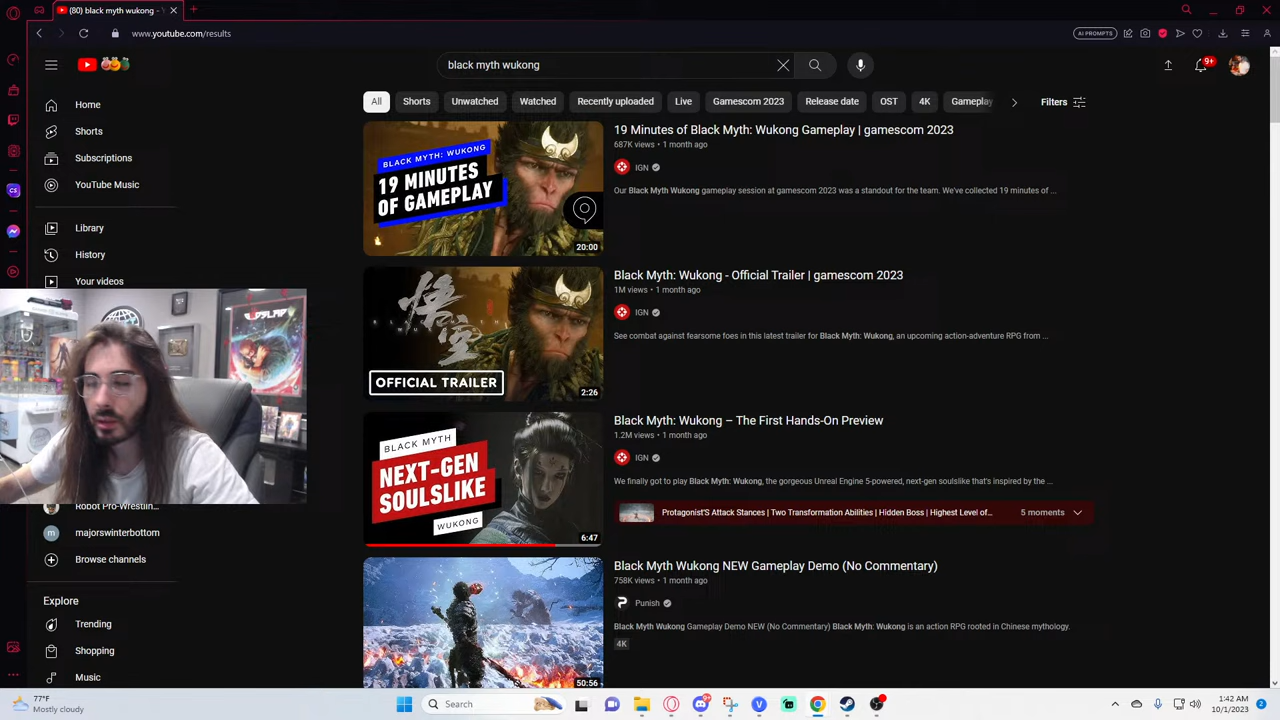 (80) black myth wukong -
www.youtube.com/results
AI PROMPTS
black myth wukong
9+
All
Shorts
Unwatched
Watched
Recently uploaded
Live
Gamescom 2023
Release date
OST
4K
Gameplay
Filters
Home
Shorts
Subscriptions
YouTube Music
Library
History
Your videos
Robot Pro-Wrestlin...
m
majorswinterbottom
Browse channels
Explore
Trending
Shopping
Music
BLACK MYTH: WUKONG
19 MINUTES
OF GAMEPLAY
20:00
19 Minutes of Black Myth: Wukong Gameplay | gamescom 2023
687K views • 1 month ago
IGN
Our Black Myth Wukong gameplay session at gamescom 2023 was a standout for the team. We've collected 19 minutes of ...
悟
空
OFFICIAL TRAILER
2:26
Black Myth: Wukong - Official Trailer | gamescom 2023
1M views • 1 month ago
IGN
See combat against fearsome foes in this latest trailer for Black Myth: Wukong, an upcoming action-adventure RPG from ...
BLACK MYTH
NEXT-GEN
SOULSLIKE
WUKONG
6:47
Black Myth: Wukong – The First Hands-On Preview
1.2M views • 1 month ago
IGN
We finally got to play Black Myth: Wukong, the gorgeous Unreal Engine 5-powered, next-gen soulslike that's inspired by the ...
Protagonist'S Attack Stances | Two Transformation Abilities | Hidden Boss | Highest Level of...
5 moments
50:56
Black Myth Wukong NEW Gameplay Demo (No Commentary)
758K views • 1 month ago
Punish
Black Myth Wukong Gameplay Demo NEW (No Commentary) Black Myth: Wukong is an action RPG rooted in Chinese mythology.
4K
77°F
Mostly cloudy
Search
1:42 AM
10/1/2023
2